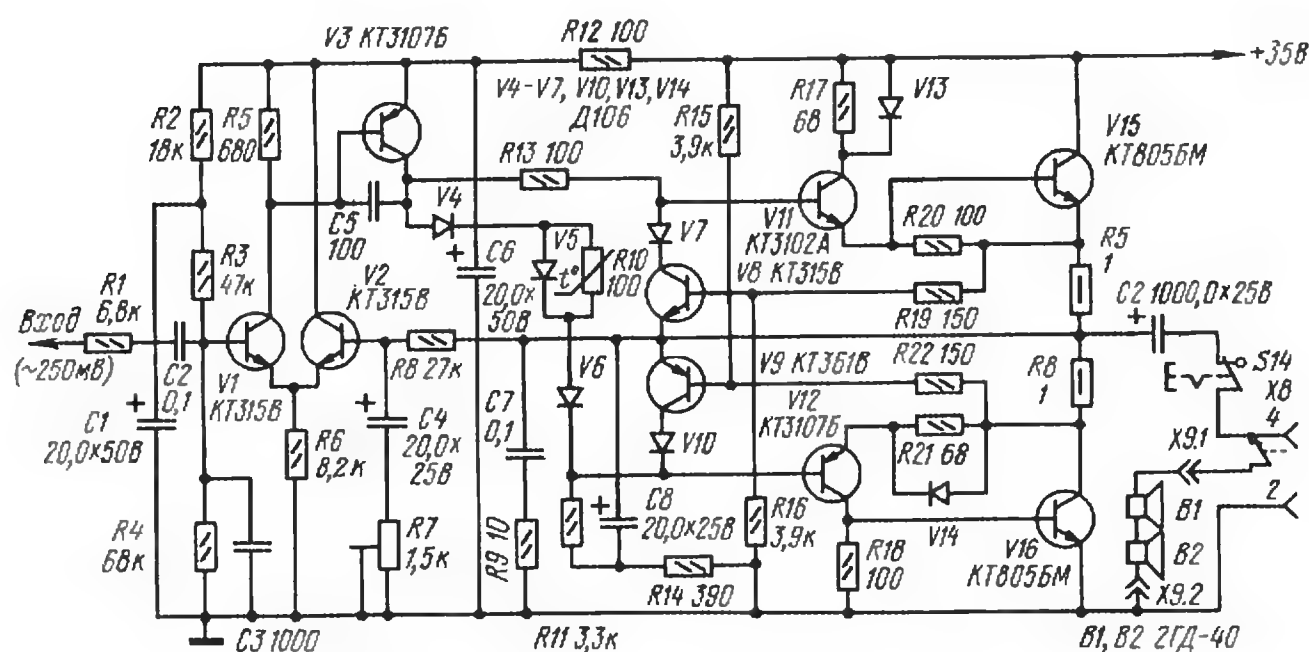 V3 КТ3107Б
R12 100
+35В
V4-V7, V10, V13, V14
Д106
R2
18к
R5
680
R15
3,9к
R17
68
V13
V15
КТ805БМ
R13 100
V4
C5
100
V5
t°
R10
100
C6
20,0×
50В
V7
V11
КТ3102А
V8 КТ315В
R20 100
R5
1
R3
47к
V2
КТ315В
R1
6,8к
Вход
(~250мВ)
C2
0,1
V1
КТ315В
R8 27к
R19 150
C2 1000,0×25В
R22 150
V9 КТ361В
V6
R8
1
S14
X8
4
C1
20,0×50В
R6
8,2к
C4
20,0×
25В
C7
0,1
V10
V12
КТ3107Б
R21 68
X9.1
R4
68к
R7
1,5к
R9 10
C8
20,0×25В
R16
3,9к
V14
2
B1
B2
R14 390
R18
100
V16
КТ805БМ
X9.2
C3 1000
R11 3,3к
B1, B2 2ГД-40